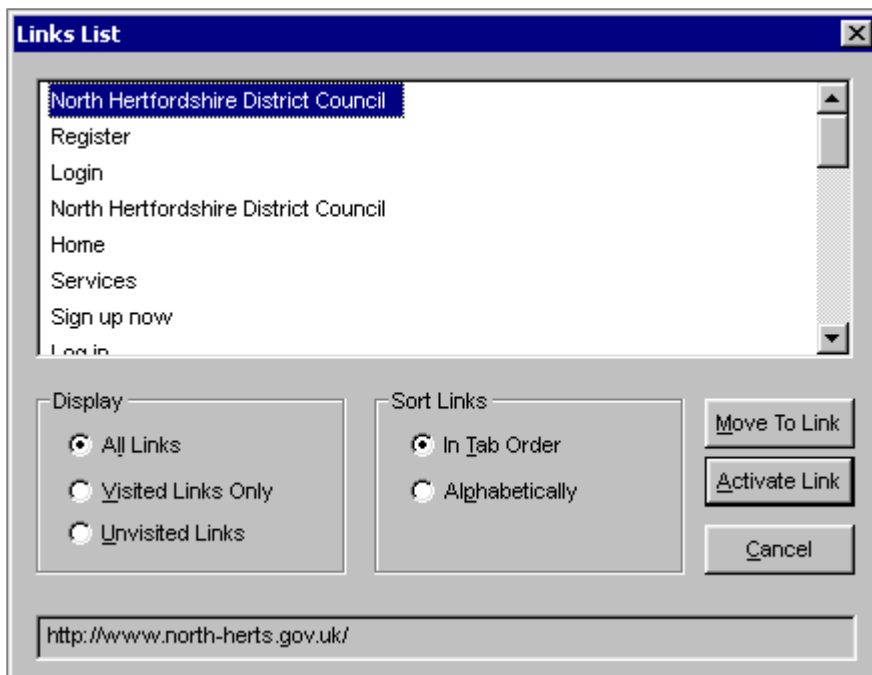 Links List
North Hertfordshire District Council
Register
Login
North Hertfordshire District Council
Home
Services
Sign up now
Log in
Display
All Links
Visited Links Only
Unvisited Links
Sort Links
In Tab Order
Alphabetically
Move To Link
Activate Link
Cancel
http://www.north-herts.gov.uk/